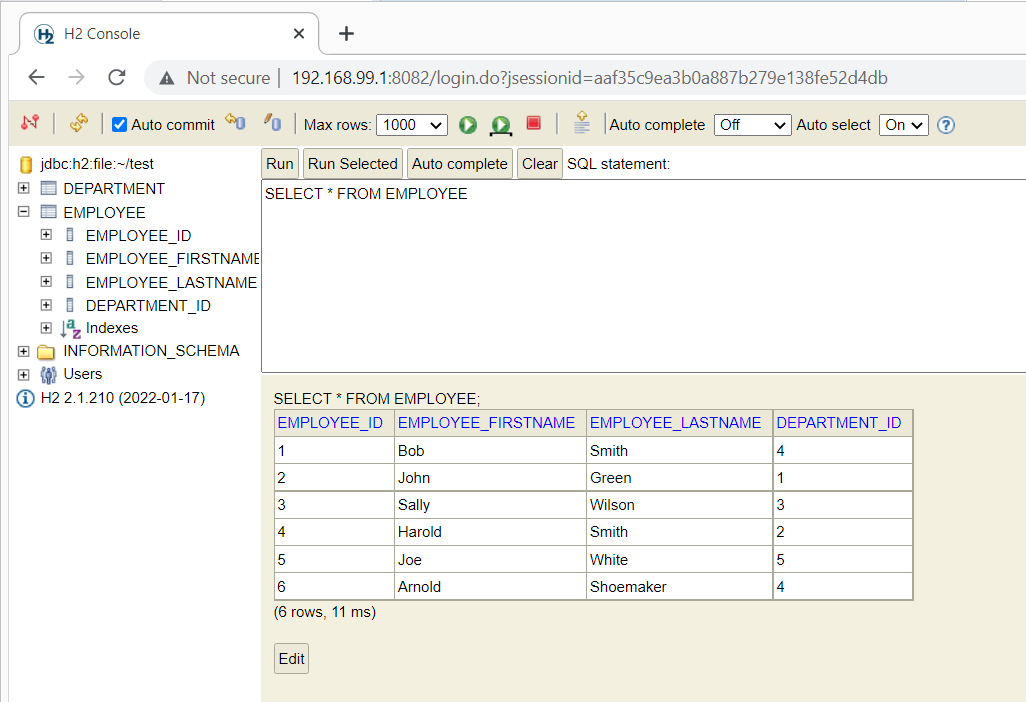 H2 Console
Not secure 192.168.99.1:8082/login.do?jsessionid=aaf35c9ea3b0a887b279e138fe52d4db
Auto commit Max rows: 1000 Auto complete Off Auto select On
jdbc:h2:file:~/test
DEPARTMENT
EMPLOYEE
EMPLOYEE_ID
EMPLOYEE_FIRSTNAME
EMPLOYEE_LASTNAME
DEPARTMENT_ID
Indexes
INFORMATION_SCHEMA
Users
H2 2.1.210 (2022-01-17)
Run Run Selected Auto complete Clear SQL statement:
SELECT * FROM EMPLOYEE
SELECT * FROM EMPLOYEE;
EMPLOYEE_ID EMPLOYEE_FIRSTNAME EMPLOYEE_LASTNAME DEPARTMENT_ID
1 Bob Smith 4
2 John Green 1
3 Sally Wilson 3
4 Harold Smith 2
5 Joe White 5
6 Arnold Shoemaker 4
(6 rows, 11 ms)
Edit